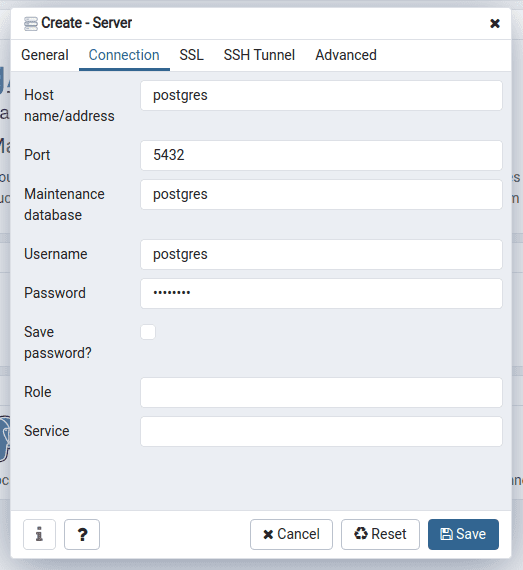 Create - Server
General Connection SSL SSH Tunnel Advanced
Host name/address postgres
Port 5432
Maintenance database postgres
Username postgres
Password ••••••••
Save password?
Role
Service
i ? Cancel Reset Save